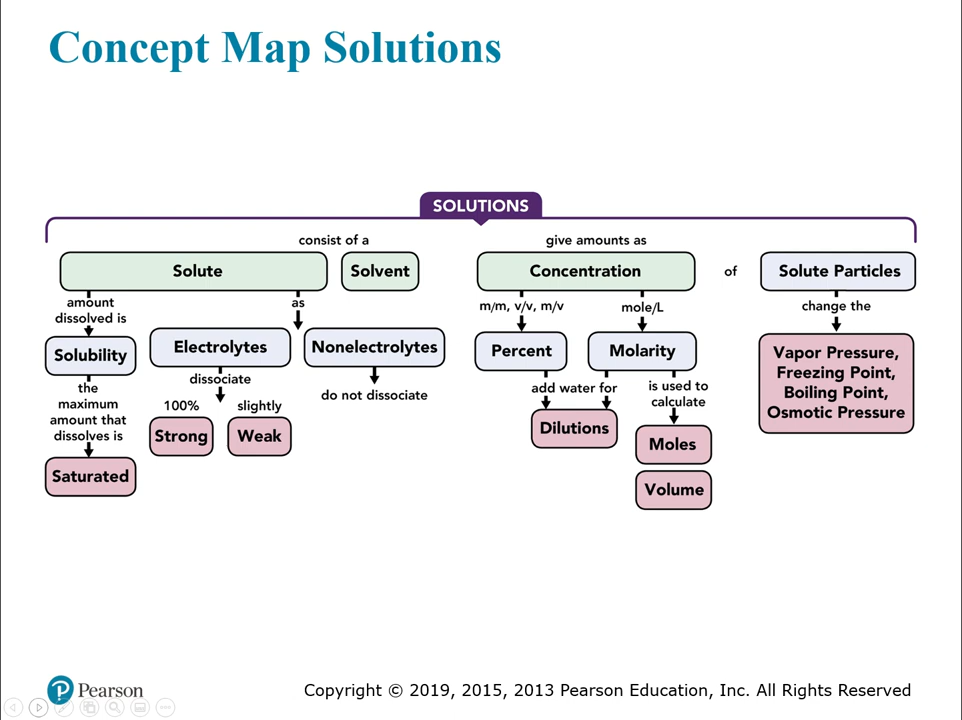 Concept Map Solutions
SOLUTIONS
consist of a
give amounts as
Solute
Solvent
Concentration
of
Solute Particles
amount
dissolved is
as
m/m, v/v, m/v
mole/L
change the
Solubility
Electrolytes
Nonelectrolytes
Percent
Molarity
Vapor Pressure,
Freezing Point,
Boiling Point,
Osmotic Pressure
the
maximum
amount that
dissolves is
dissociate
do not dissociate
add water for
is used to
calculate
100%
slightly
Strong
Weak
Dilutions
Moles
Saturated
Volume
Pearson
Copyright © 2019, 2015, 2013 Pearson Education, Inc. All Rights Reserved